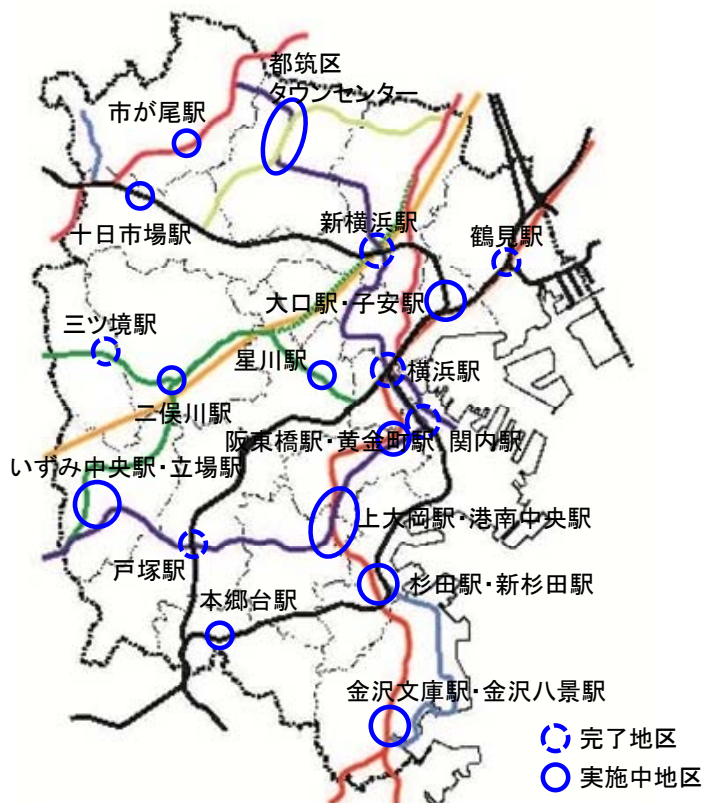 都筑区
タウンセンター
市が尾駅
十日市場駅
新横浜駅
鶴見駅
大口駅・子安駅
三ツ境駅
星川駅
横浜駅
二俣川駅
阪東橋駅・黄金町駅
関内駅
いずみ中央駅・立場駅
上大岡駅・港南中央駅
戸塚駅
杉田駅・新杉田駅
本郷台駅
金沢文庫駅・金沢八景駅
完了地区
実施中地区